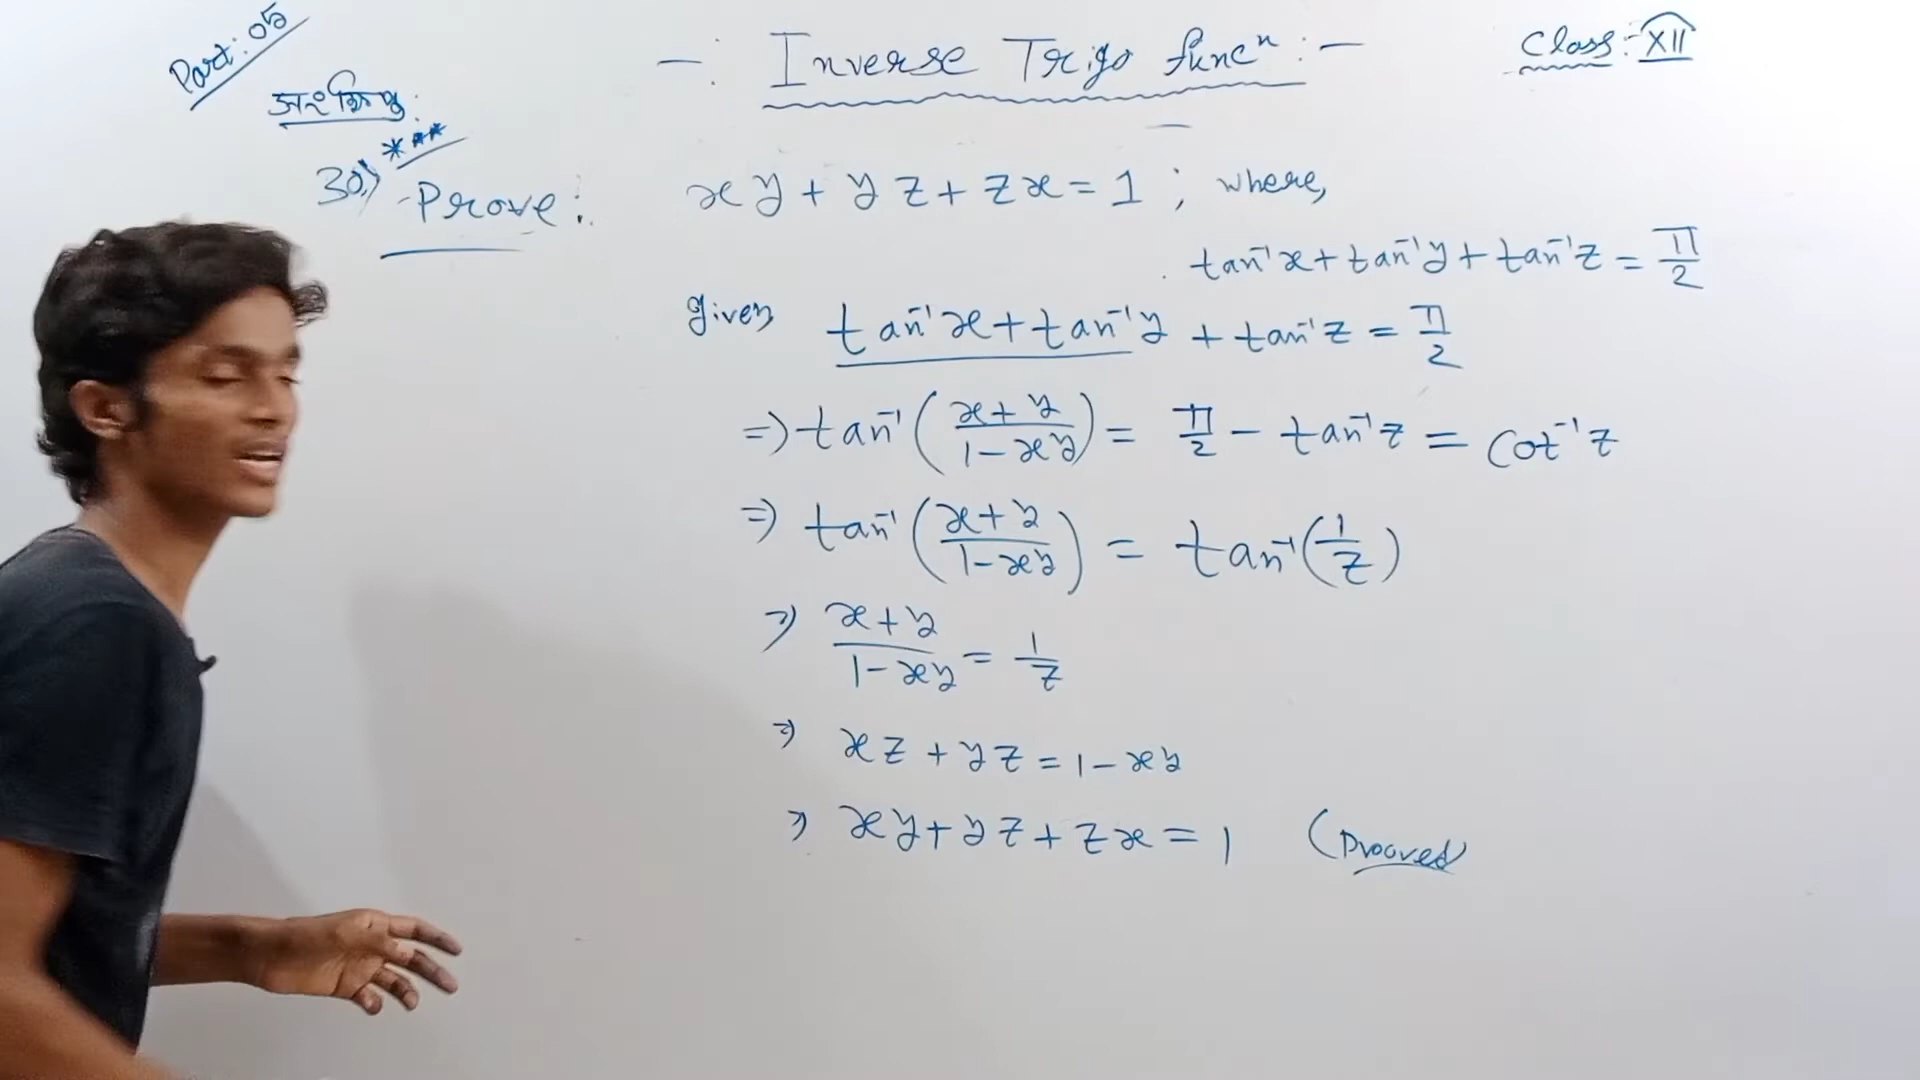 Part: 05
-: Inverse Trigo funcⁿ :-
Class:- XII
30.) *** Prove: xy + yz + zx = 1 ; where,
tan⁻¹x + tan⁻¹y + tan⁻¹z = π/2
given tan⁻¹x + tan⁻¹y + tan⁻¹z = π/2
=> tan⁻¹((x+y)/(1-xy)) = π/2 - tan⁻¹z = Cot⁻¹z
=> tan⁻¹((x+y)/(1-xy)) = tan⁻¹(1/z)
=> (x+y)/(1-xy) = 1/z
=> xz + yz = 1 - xy
=> xy + yz + zx = 1 (Prooved